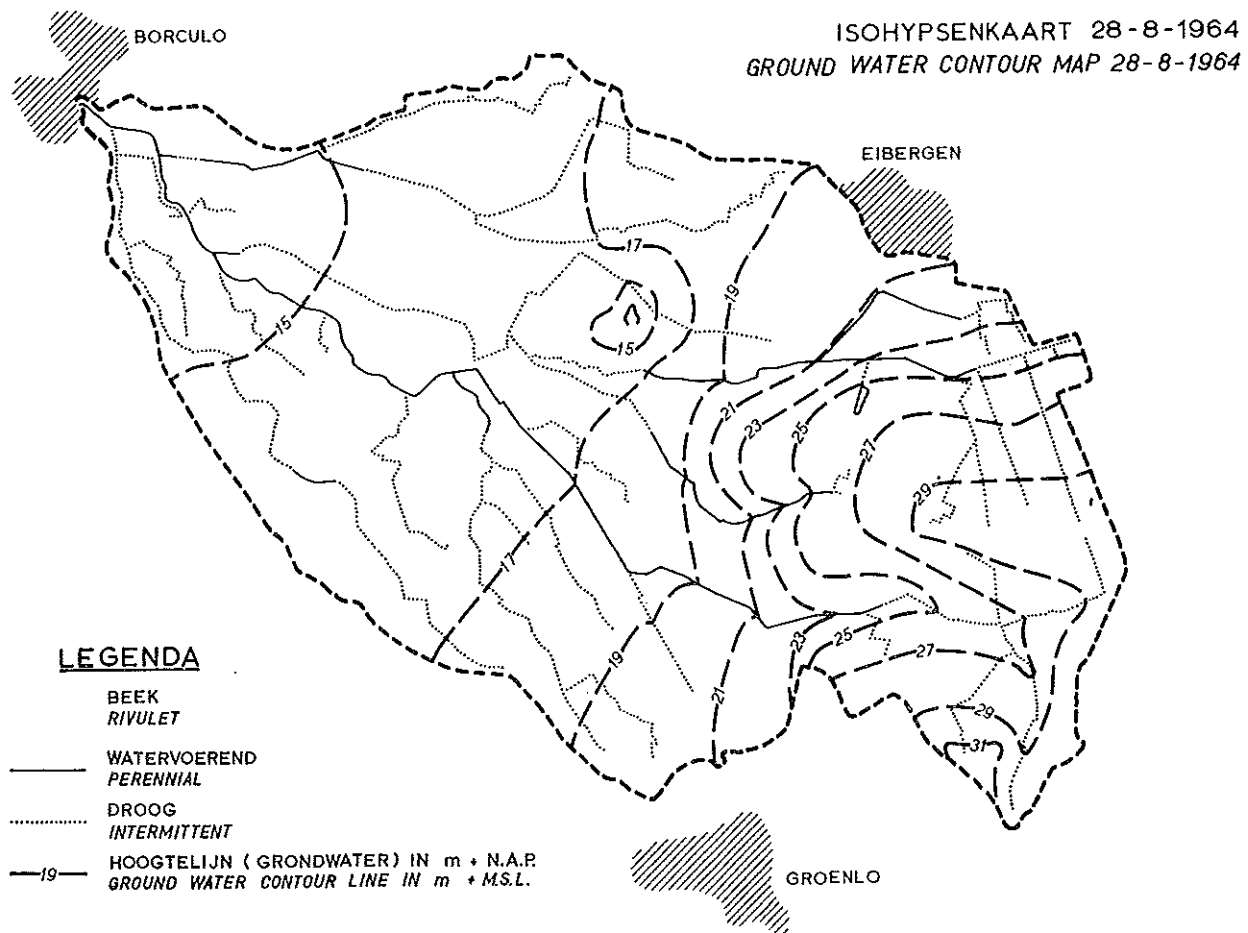 ISOHYPSENKAART 28-8-1964
GROUND WATER CONTOUR MAP 28-8-1964
BORCULO
EIBERGEN
17
19
15
15
21
23
25
27
29
17
19
21
23
25
27
29
31
LEGENDA
BEEK
RIVULET
WATERVOEREND
PERENNIAL
DROOG
INTERMITTENT
19
HOOGTELIJN (GRONDWATER) IN m + N.A.P.
GROUND WATER CONTOUR LINE IN m + M.S.L.
GROENLO